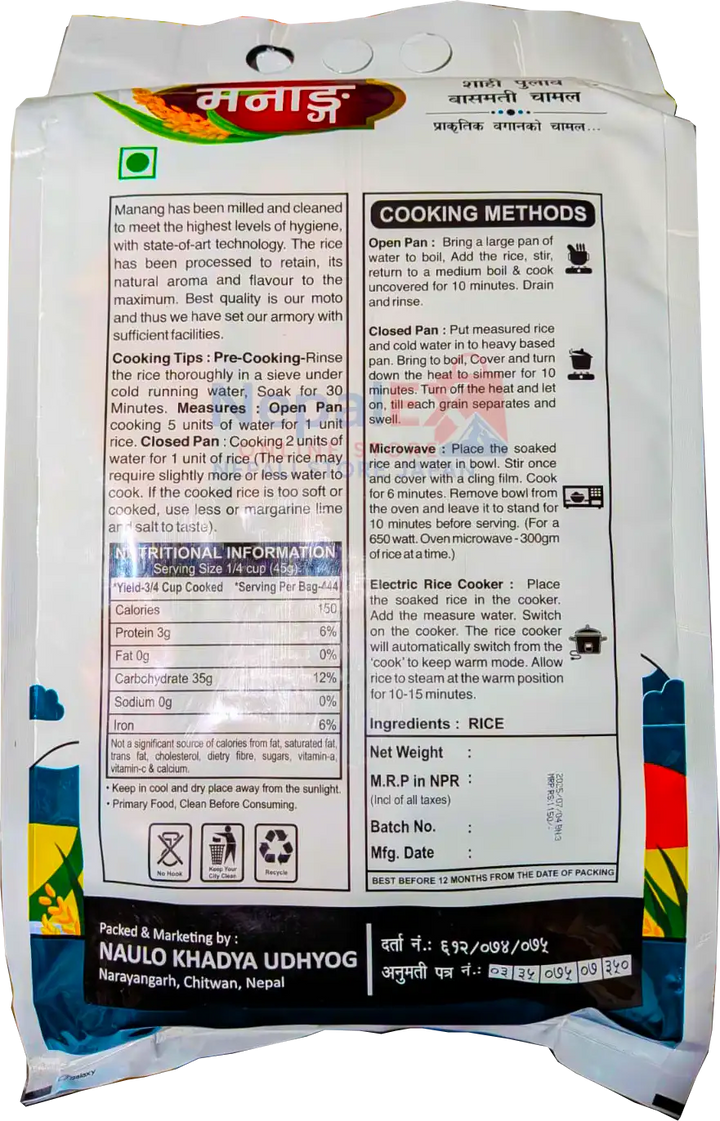 मनाङ्ग
शाही पुलाव
बासमती चामल
प्राकृतिक बगानको चामल...
Manang has been milled and cleaned
to meet the highest levels of hygiene,
with state-of-art technology. The rice
has been processed to retain, its
natural aroma and flavour to the
maximum. Best quality is our moto
and thus we have set our armory with
sufficient facilities.
Cooking Tips : Pre-Cooking-Rinse
the rice thoroughly in a sieve under
cold running water, Soak for 30
Minutes. Measures : Open Pan
cooking 5 units of water for 1 unit
rice. Closed Pan : Cooking 2 units of
water for 1 unit of rice (The rice may
require slightly more or less water to
cook. If the cooked rice is too soft or
cooked, use less or margarine lime
and salt to taste).
NUTRITIONAL INFORMATION
Serving Size 1/4 cup (45g)
*Yield-3/4 Cup Cooked *Serving Per Bag-444
Calories 150
Protein 3g 6%
Fat 0g 0%
Carbohydrate 35g 12%
Sodium 0g 0%
Iron 6%
Not a significant source of calories from fat, saturated fat,
trans fat, cholesterol, dietry fibre, sugars, vitamin-a,
vitamin-c & calcium.
• Keep in cool and dry place away from the sunlight.
• Primary Food, Clean Before Consuming.
No Hook
Keep Your
City Clean
Recycle
COOKING METHODS
Open Pan : Bring a large pan of
water to boil, Add the rice, stir,
return to a medium boil & cook
uncovered for 10 minutes. Drain
and rinse.
Closed Pan : Put measured rice
and cold water in to heavy based
pan. Bring to boil, Cover and turn
down the heat to simmer for 10
minutes. Turn off the heat and let
on, till each grain separates and
swell.
Microwave : Place the soaked
rice and water in bowl. Stir once
and cover with a cling film. Cook
for 6 minutes. Remove bowl from
the oven and leave it to stand for
10 minutes before serving. (For a
650 watt. Oven microwave - 300gm
of rice at a time.)
Electric Rice Cooker : Place
the soaked rice in the cooker.
Add the measure water. Switch
on the cooker. The rice cooker
will automatically switch from the
'cook' to keep warm mode. Allow
rice to steam at the warm position
for 10-15 minutes.
Ingredients : RICE
Net Weight :
M.R.P in NPR :
(Incl of all taxes)
Batch No. :
Mfg. Date :
2025/07/04
BEST BEFORE 12 MONTHS FROM THE DATE OF PACKING
Packed & Marketing by :
NAULO KHADYA UDHYOG
Narayangarh, Chitwan, Nepal
दर्ता नं.: ६१२/०७४/०७५
अनुमती पत्र नं.: ०३ ३५ ०७५ ०७ ३५०
NepalE
ONLINE STORE
NEPALI STORE JAPAN
galaxy